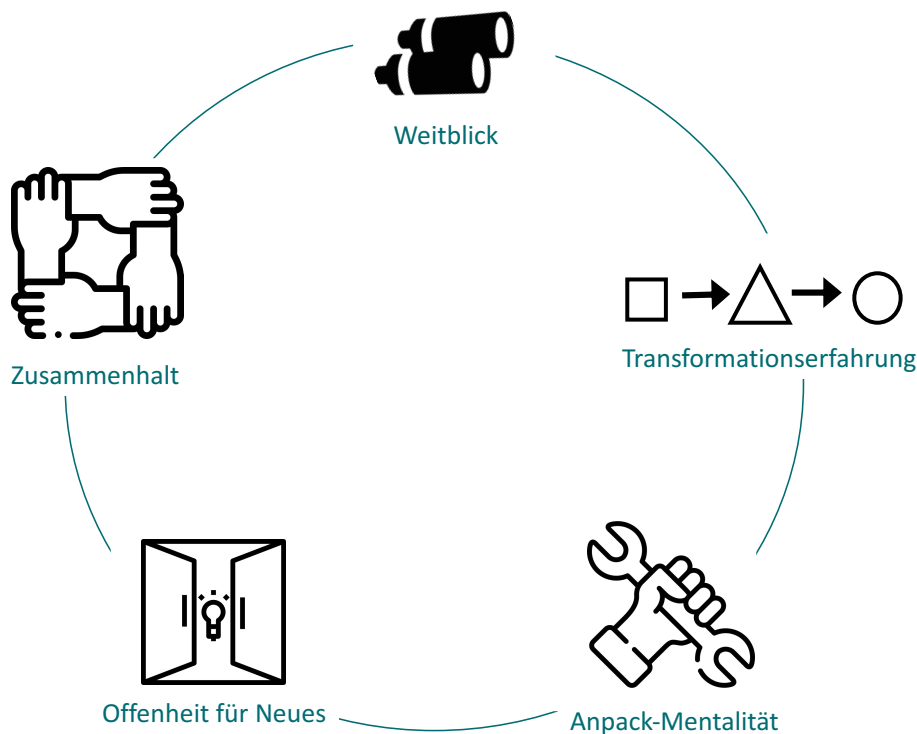 Weitblick
Transformationserfahrung
Zusammenhalt
Offenheit für Neues
Anpack-Mentalität